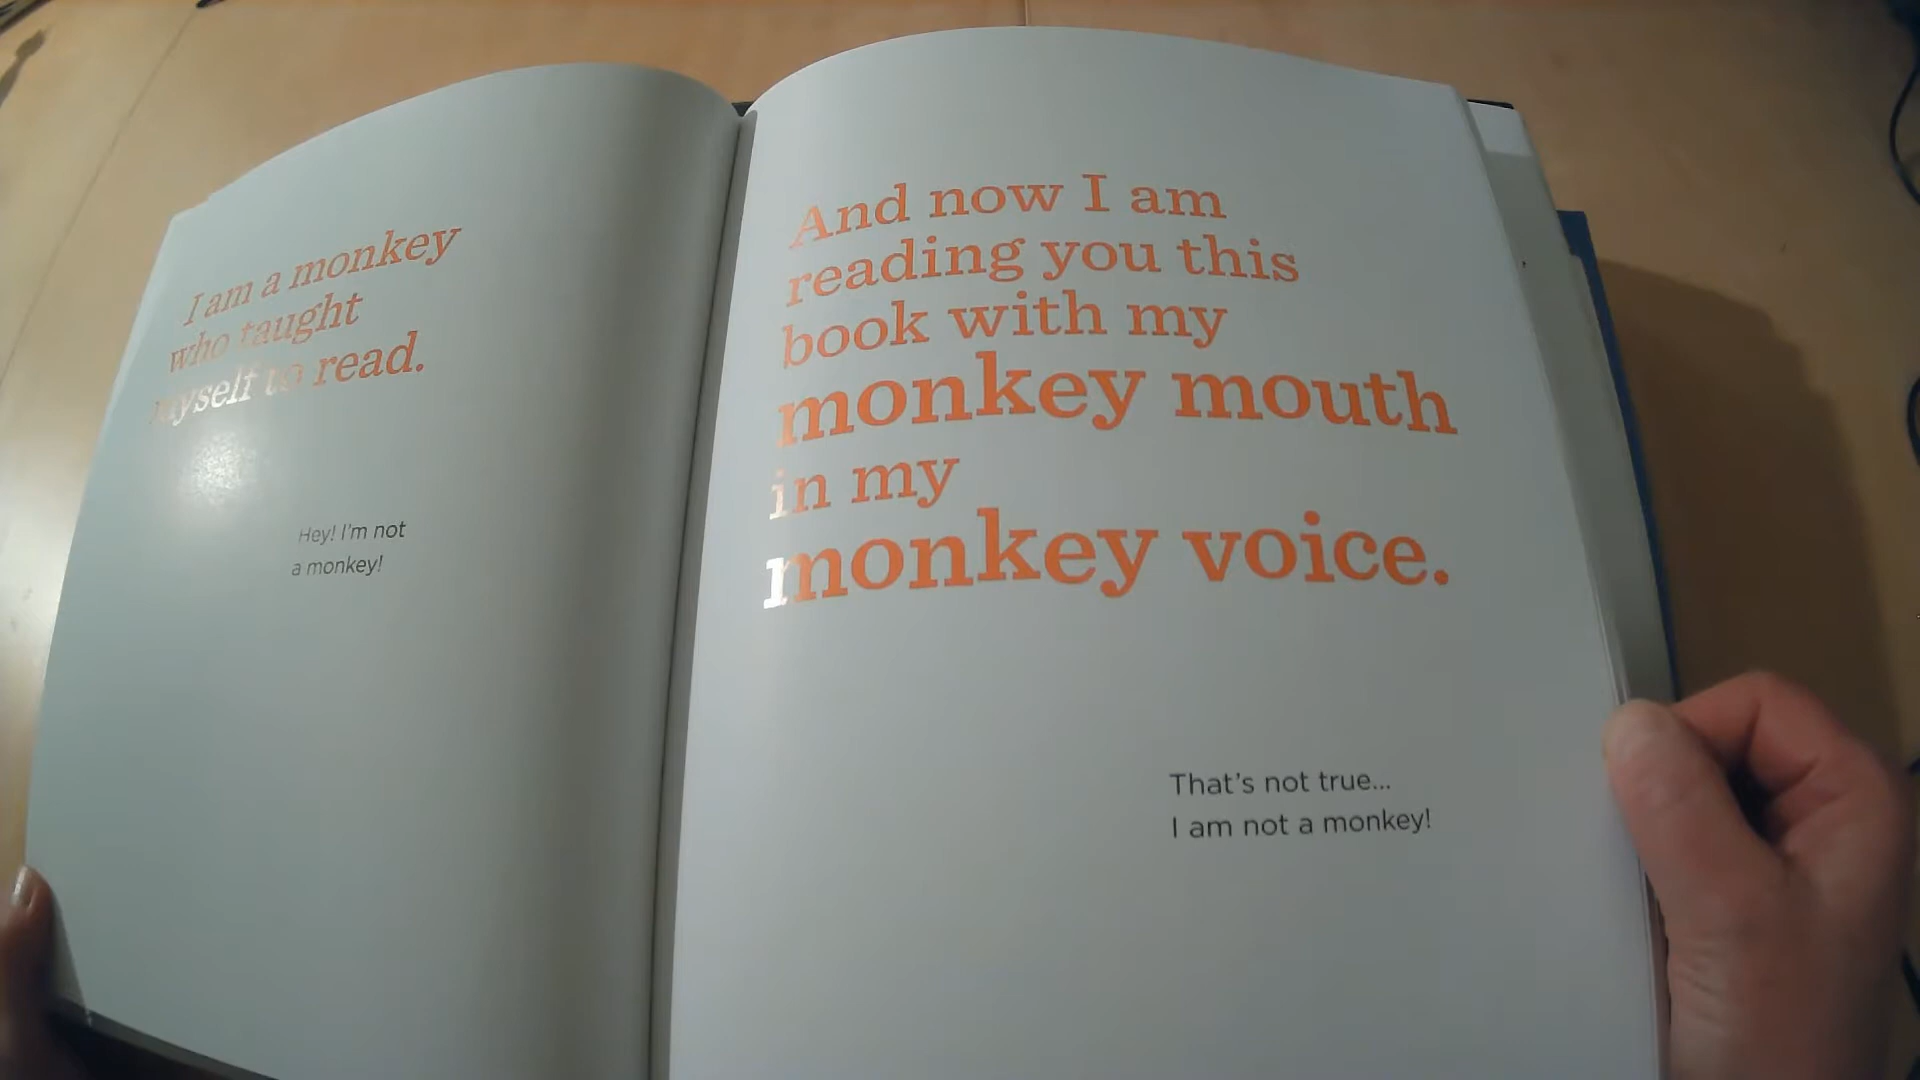 I am a monkey
who taught
myself to read.
Hey! I'm not
a monkey!
And now I am
reading you this
book with my
monkey mouth
in my
monkey voice.
That's not true...
I am not a monkey!